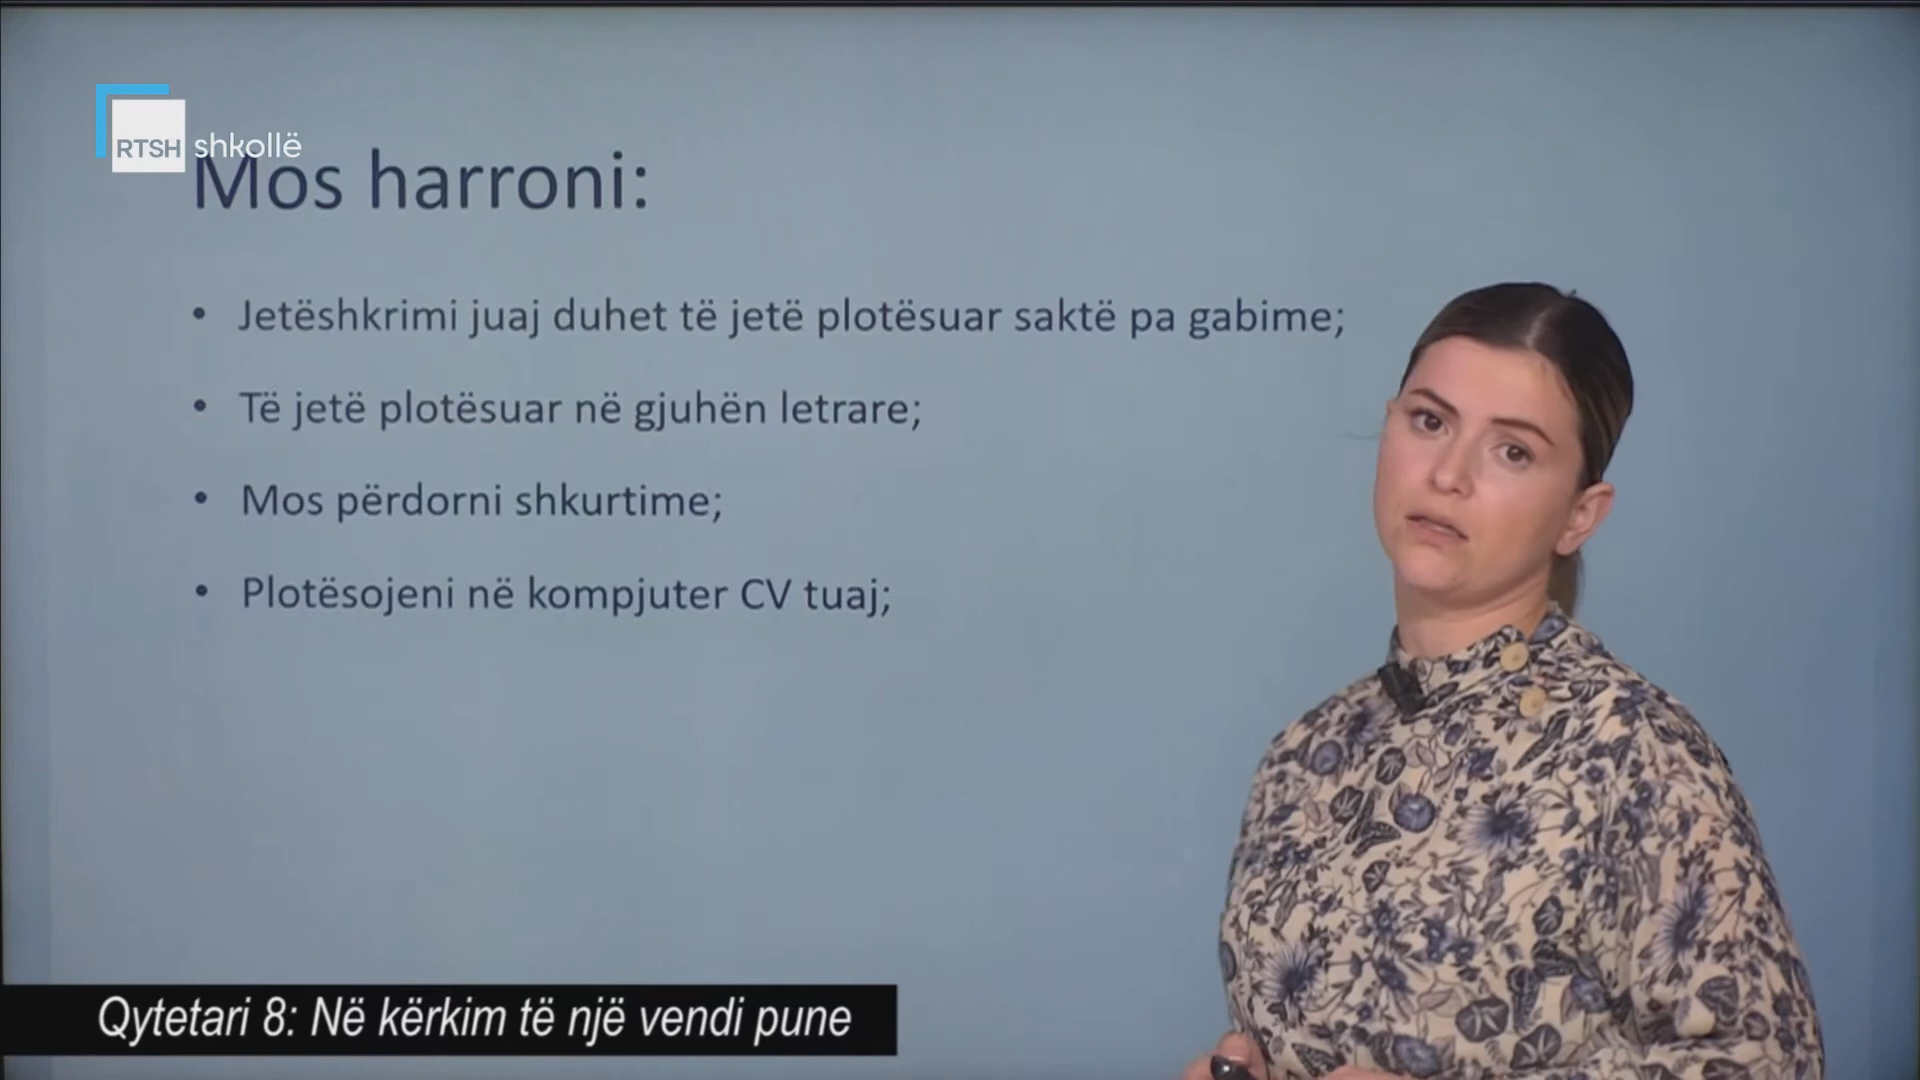 RTSH shkollë
Mos harroni:
• Jetëshkrimi juaj duhet të jetë plotësuar saktë pa gabime;
• Të jetë plotësuar në gjuhën letrare;
• Mos përdorni shkurtime;
• Plotësojeni në kompjuter CV tuaj;
Qytetari 8: Në kërkim të një vendi pune